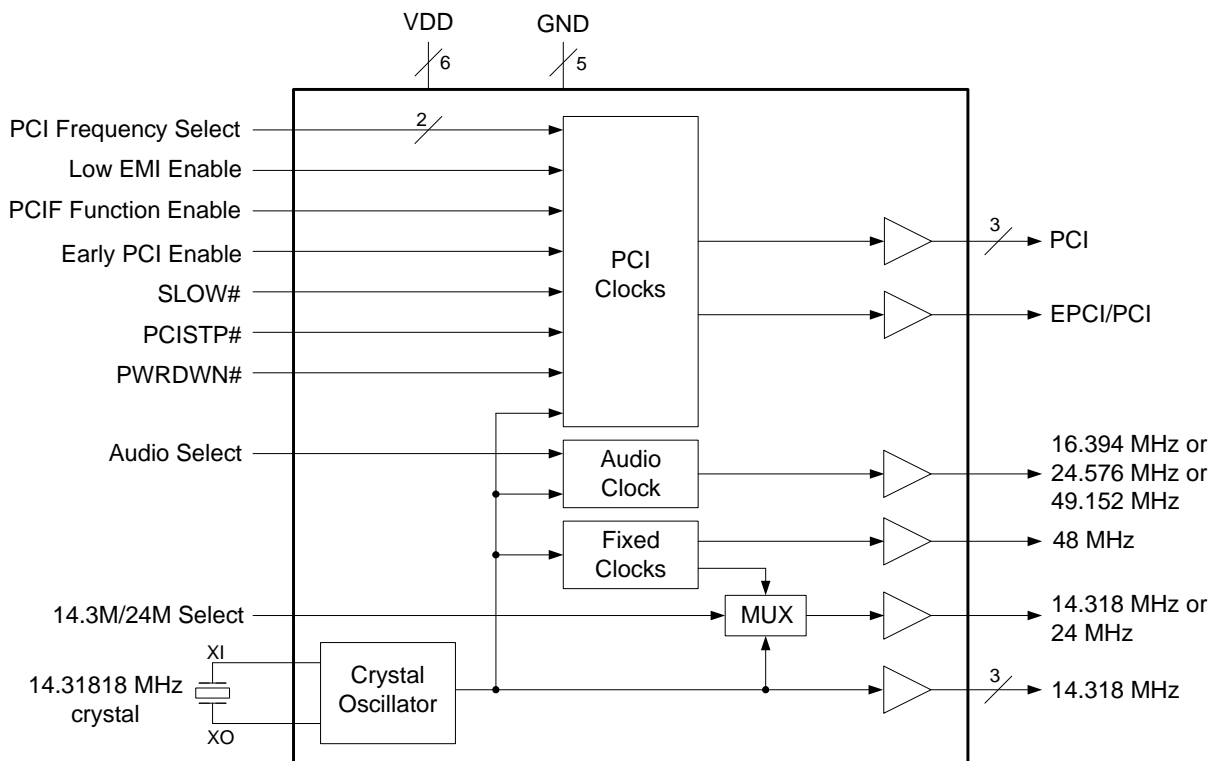 VDD
GND
6
5
PCI Frequency Select
2
Low EMI Enable
PCIF Function Enable
Early PCI Enable
SLOW#
PCISTP#
PWRDWN#
PCI
Clocks
3
PCI
EPCI/PCI
Audio Select
Audio
Clock
16.394 MHz or
24.576 MHz or
49.152 MHz
Fixed
Clocks
48 MHz
14.3M/24M Select
MUX
14.318 MHz or
24 MHz
XI
14.31818 MHz
crystal
XO
Crystal
Oscillator
3
14.318 MHz